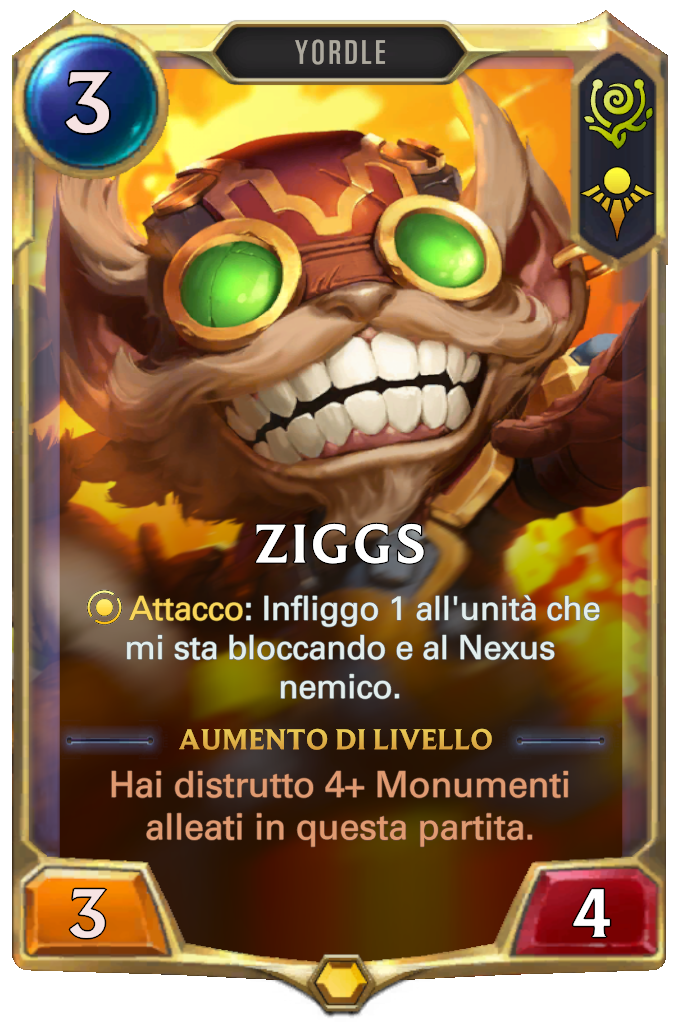 3
YORDLE
ZIGGS
Attacco: Infliggo 1 all'unità che
mi sta bloccando e al Nexus
nemico.
AUMENTO DI LIVELLO
Hai distrutto 4+ Monumenti
alleati in questa partita.
3
4